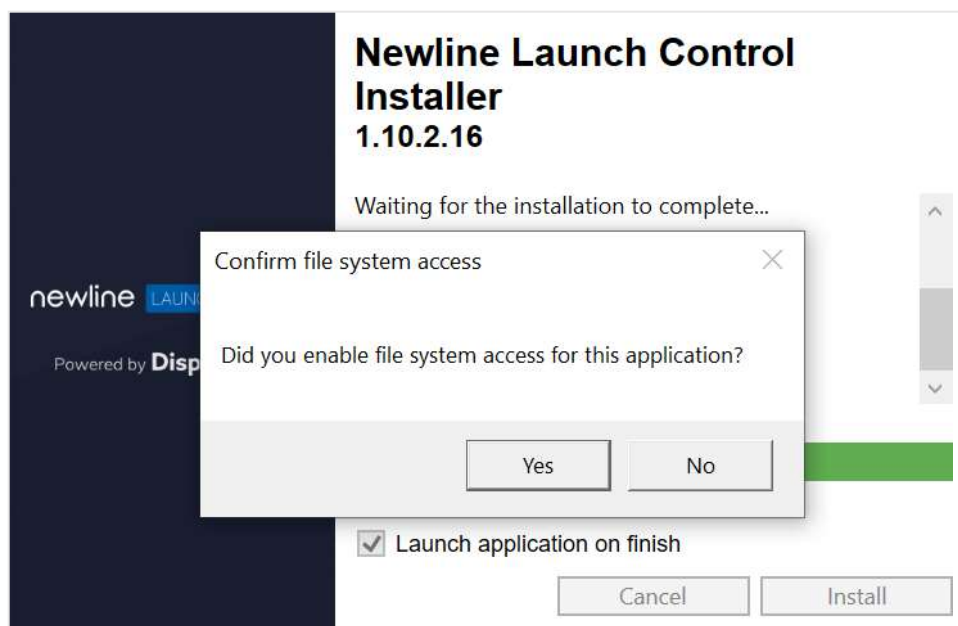 Newline Launch Control
Installer
1.10.2.16
Waiting for the installation to complete...
Confirm file system access
newline
Powered by
Did you enable file system access for this application?
Yes
No
Launch application on finish
Cancel
Install